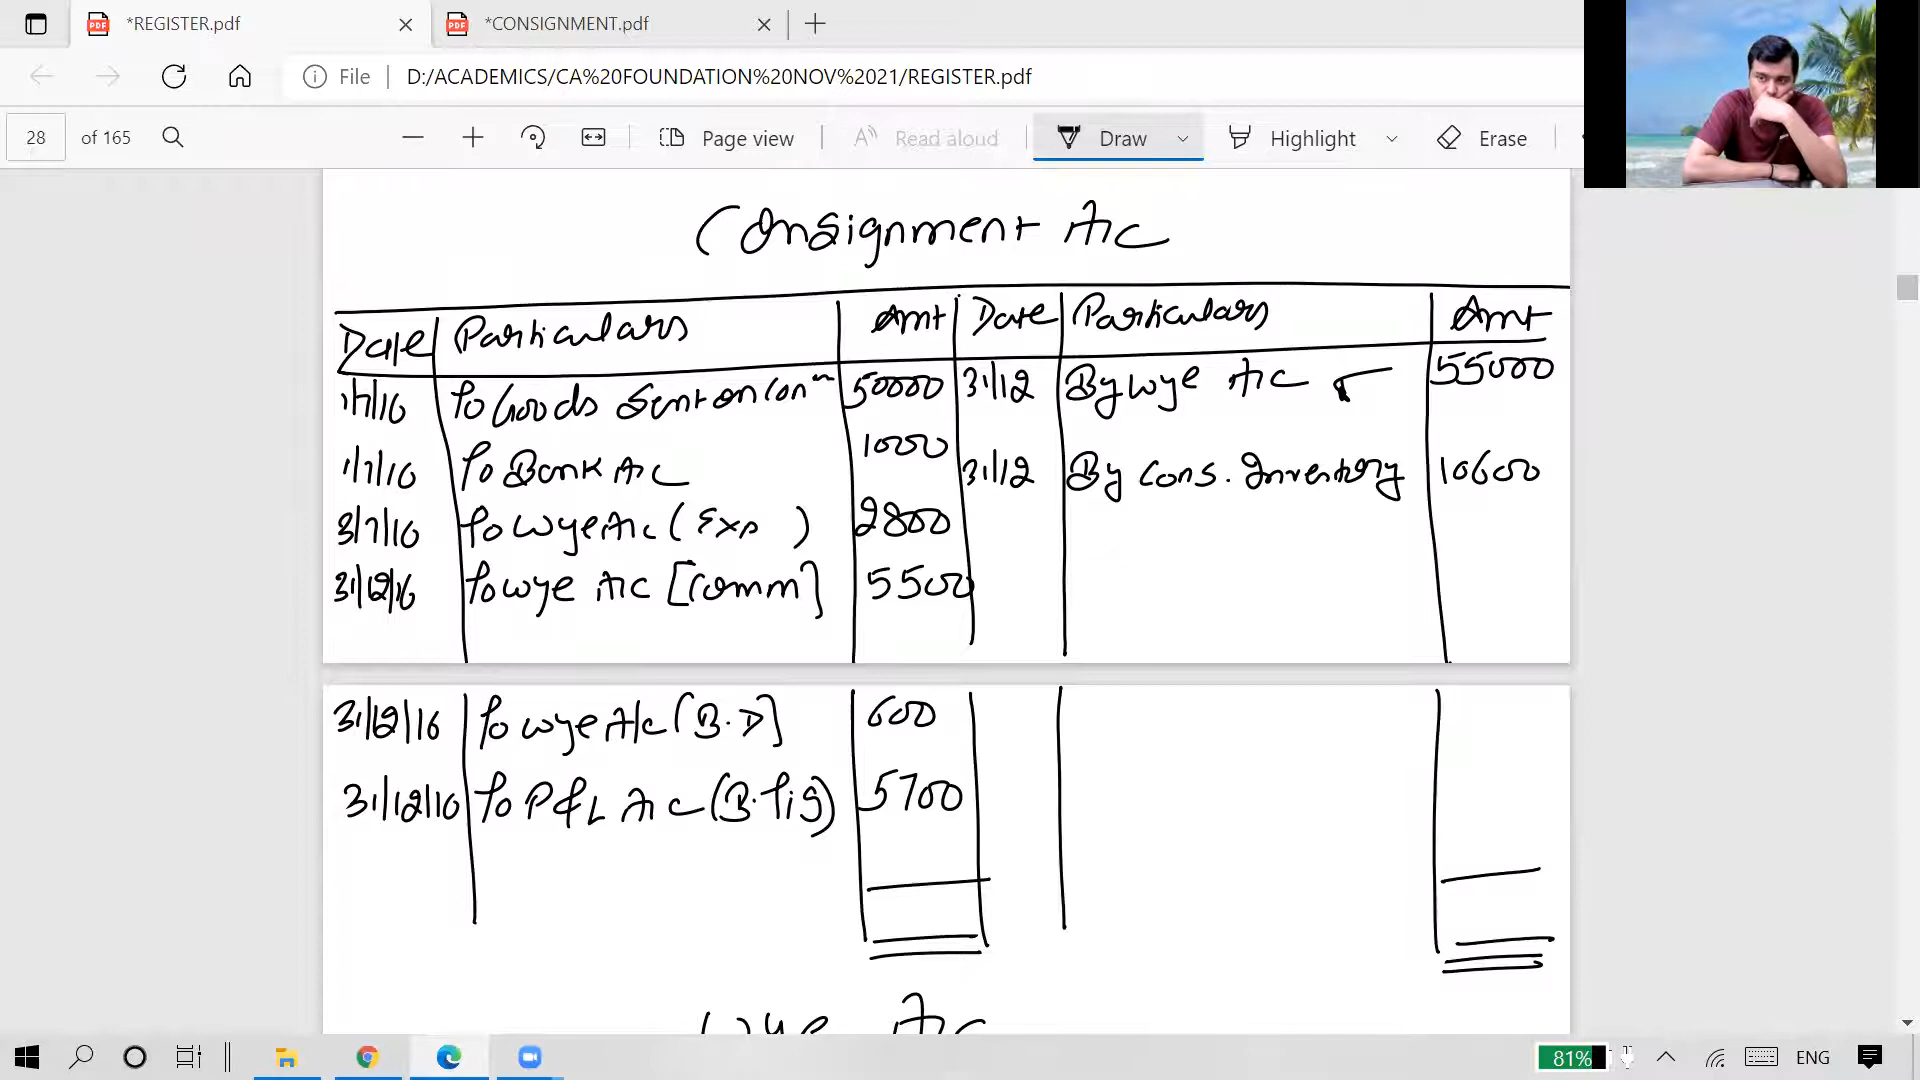 *REGISTER.pdf
*CONSIGNMENT.pdf
File
D:/ACADEMICS/CA%20FOUNDATION%20NOV%2021/REGISTER.pdf
28 of 165
Page view
Read aloud
Draw
Highlight
Erase
Consignment A/c
Date Particulars Amt Date Particulars Amt
1/7/16 To Goods Sent on Con 50000 31/12 By Wye A/c 55000
1/7/16 To Bank A/c 1000 31/12 By Cons. Inventory 10600
3/7/16 To Wye A/c (Exp) 2800
31/12/16 To Wye A/c [Comm] 5500
31/12/16 To Wye A/c (B.D] 600
31/12/16 To P&L A/c (B.fig) 5700
Wye A/c
81%
ENG